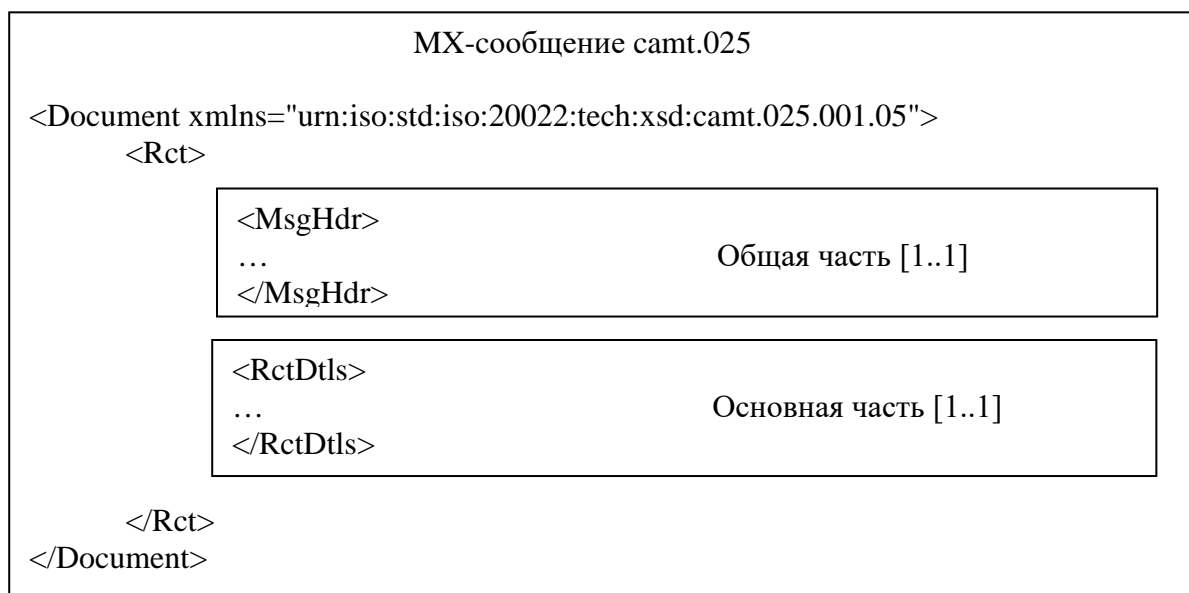 МХ-сообщение camt.025
<Document xmlns="urn:iso:std:iso:20022:tech:xsd:camt.025.001.05">
<Rct>
<MsgHdr>
… Общая часть [1..1]
</MsgHdr>
<RctDtls>
… Основная часть [1..1]
</RctDtls>
</Rct>
</Document>